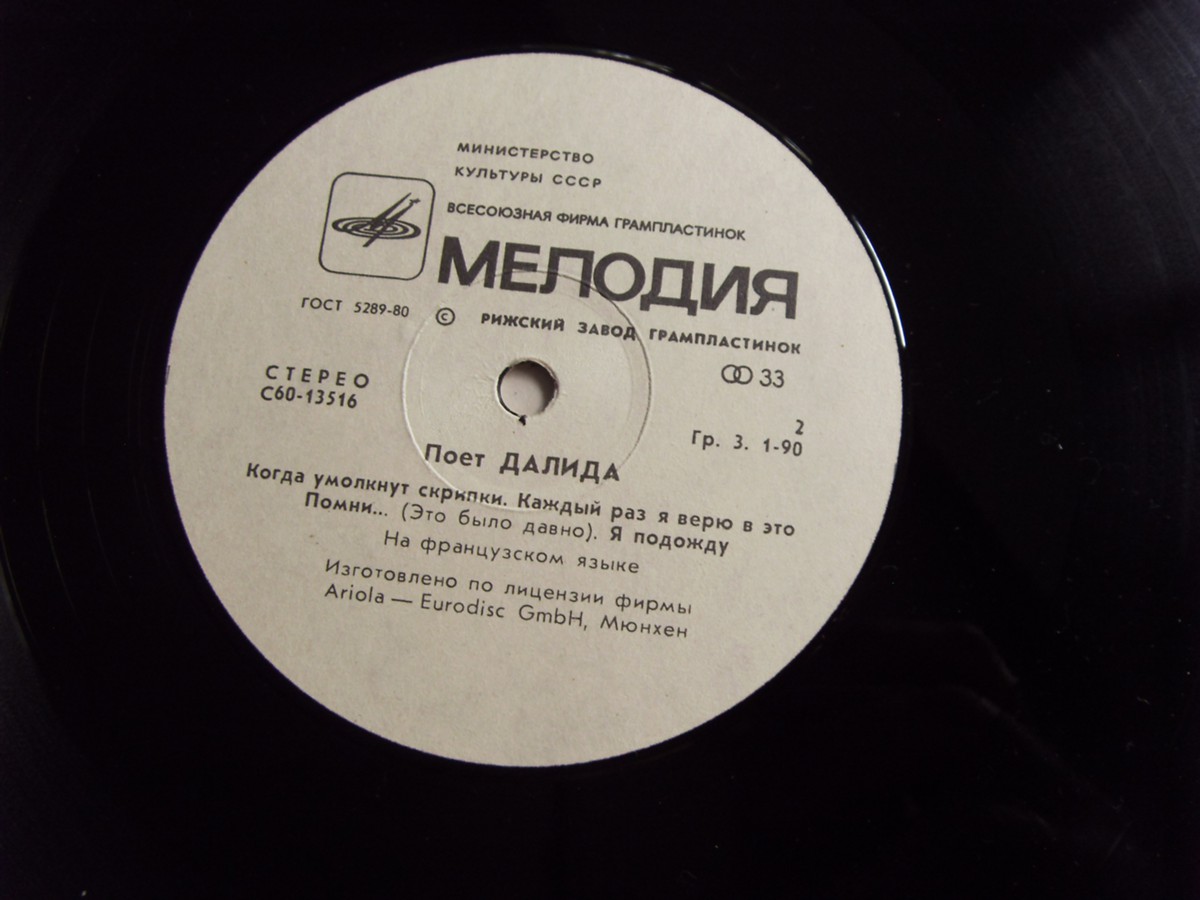 МИНИСТЕРСТВО
КУЛЬТУРЫ СССР
ВСЕСОЮЗНАЯ ФИРМА ГРАМПЛАСТИНОК
МЕЛОДИЯ
ГОСТ 5289-80 © РИЖСКИЙ ЗАВОД ГРАМПЛАСТИНОК
СТЕРЕО 33
С60-13516 2
Гр. 3. 1-90
Поет ДАЛИДА
Когда умолкнут скрипки. Каждый раз я верю в это
Помни... (Это было давно). Я подожду
На французском языке
Изготовлено по лицензии фирмы
Ariola — Eurodisc GmbH, Мюнхен